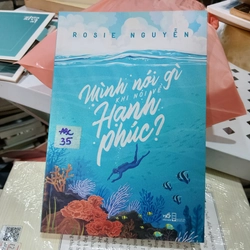 ROSIE NGUYỄN
Mình nói gì
KHI NÓI VỀ
Hạnh
phúc?
35